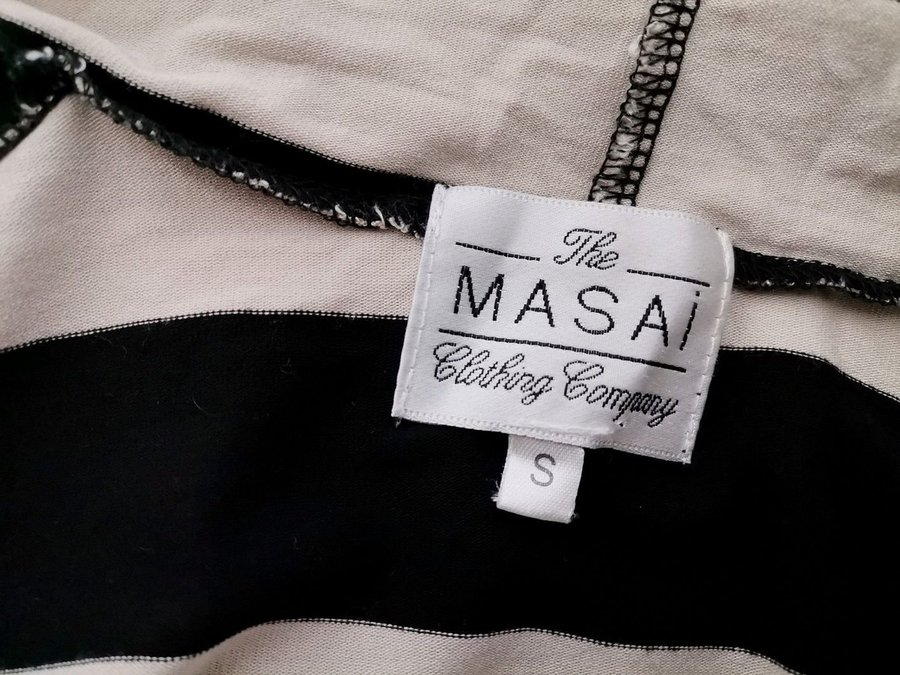 The
MASAi
Clothing Company
S